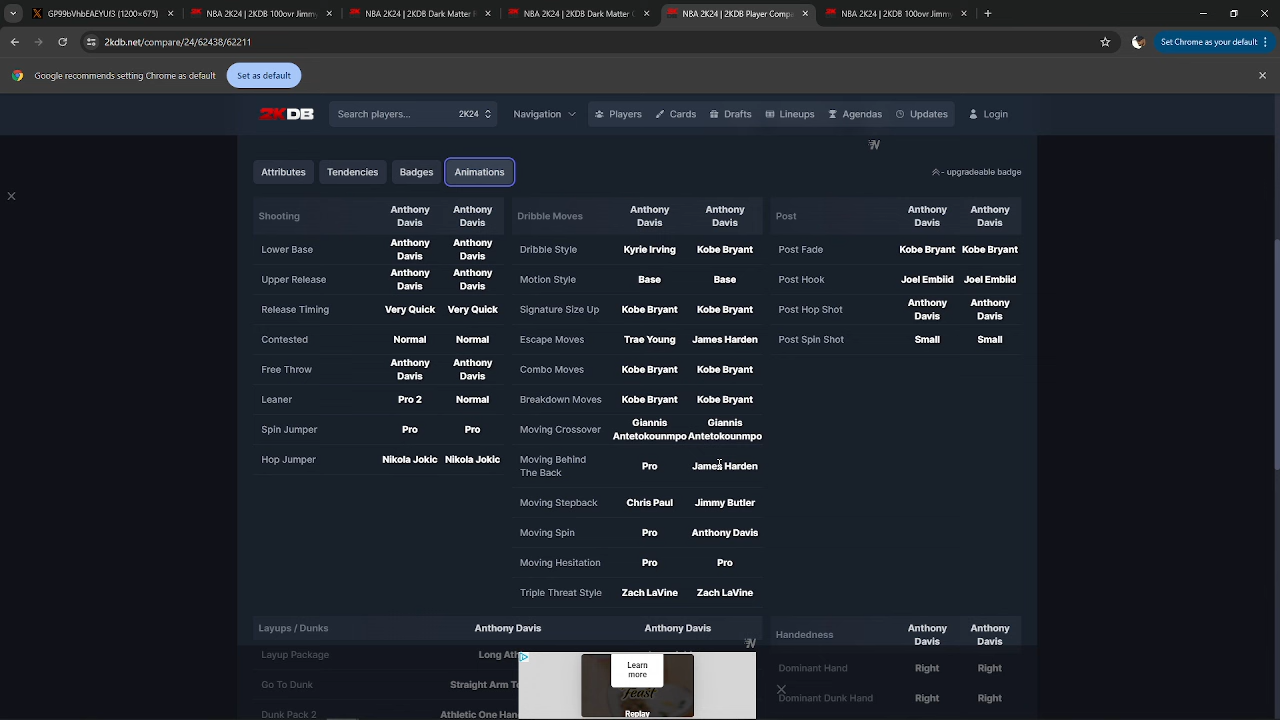 GP99bVhbEAEYUf3 (1200×675)
NBA 2K24 | 2KDB 100ovr Jimmy
NBA 2K24 | 2KDB Dark Matter
NBA 2K24 | 2KDB Dark Matter
NBA 2K24 | 2KDB Player Comp
NBA 2K24 | 2KDB 100ovr Jimmy
2kdb.net/compare/24/62438/62211
Set Chrome as your default
Google recommends setting Chrome as default
Set as default
2KDB
Search players...
2K24
Navigation
Players
Cards
Drafts
Lineups
Agendas
Updates
Login
Attributes
Tendencies
Badges
Animations
- upgradeable badge
Shooting Anthony Davis Anthony Davis
Lower Base Anthony Davis Anthony Davis
Upper Release Anthony Davis Anthony Davis
Release Timing Very Quick Very Quick
Contested Normal Normal
Free Throw Anthony Davis Anthony Davis
Leaner Pro 2 Normal
Spin Jumper Pro Pro
Hop Jumper Nikola Jokic Nikola Jokic
Dribble Moves Anthony Davis Anthony Davis
Dribble Style Kyrie Irving Kobe Bryant
Motion Style Base Base
Signature Size Up Kobe Bryant Kobe Bryant
Escape Moves Trae Young James Harden
Combo Moves Kobe Bryant Kobe Bryant
Breakdown Moves Kobe Bryant Kobe Bryant
Moving Crossover Giannis Antetokounmpo Giannis Antetokounmpo
Moving Behind The Back Pro James Harden
Moving Stepback Chris Paul Jimmy Butler
Moving Spin Pro Anthony Davis
Moving Hesitation Pro Pro
Triple Threat Style Zach LaVine Zach LaVine
Post Anthony Davis Anthony Davis
Post Fade Kobe Bryant Kobe Bryant
Post Hook Joel Embiid Joel Embiid
Post Hop Shot Anthony Davis Anthony Davis
Post Spin Shot Small Small
Layups / Dunks Anthony Davis Anthony Davis
Layup Package Long Ath
Go To Dunk Straight Arm To
Dunk Pack 2 Athletic One Han
Handedness Anthony Davis Anthony Davis
Dominant Hand Right Right
Dominant Dunk Hand Right Right
Learn more
Feast
Replay